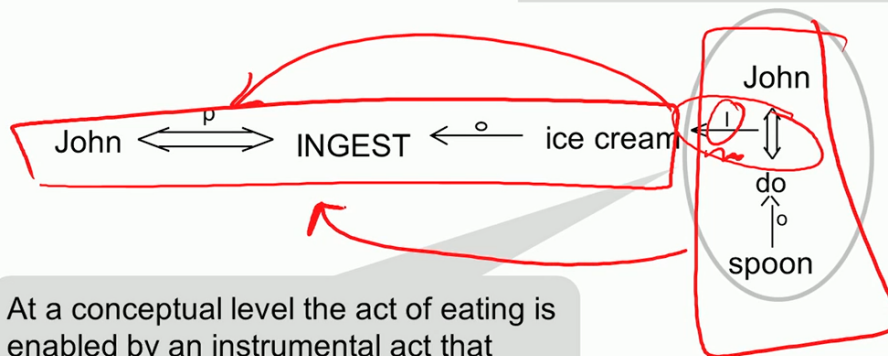 John
p
I
John INGEST o ice cream
do
o
spoon
At a conceptual level the act of eating is
enabled by an instrumental act that